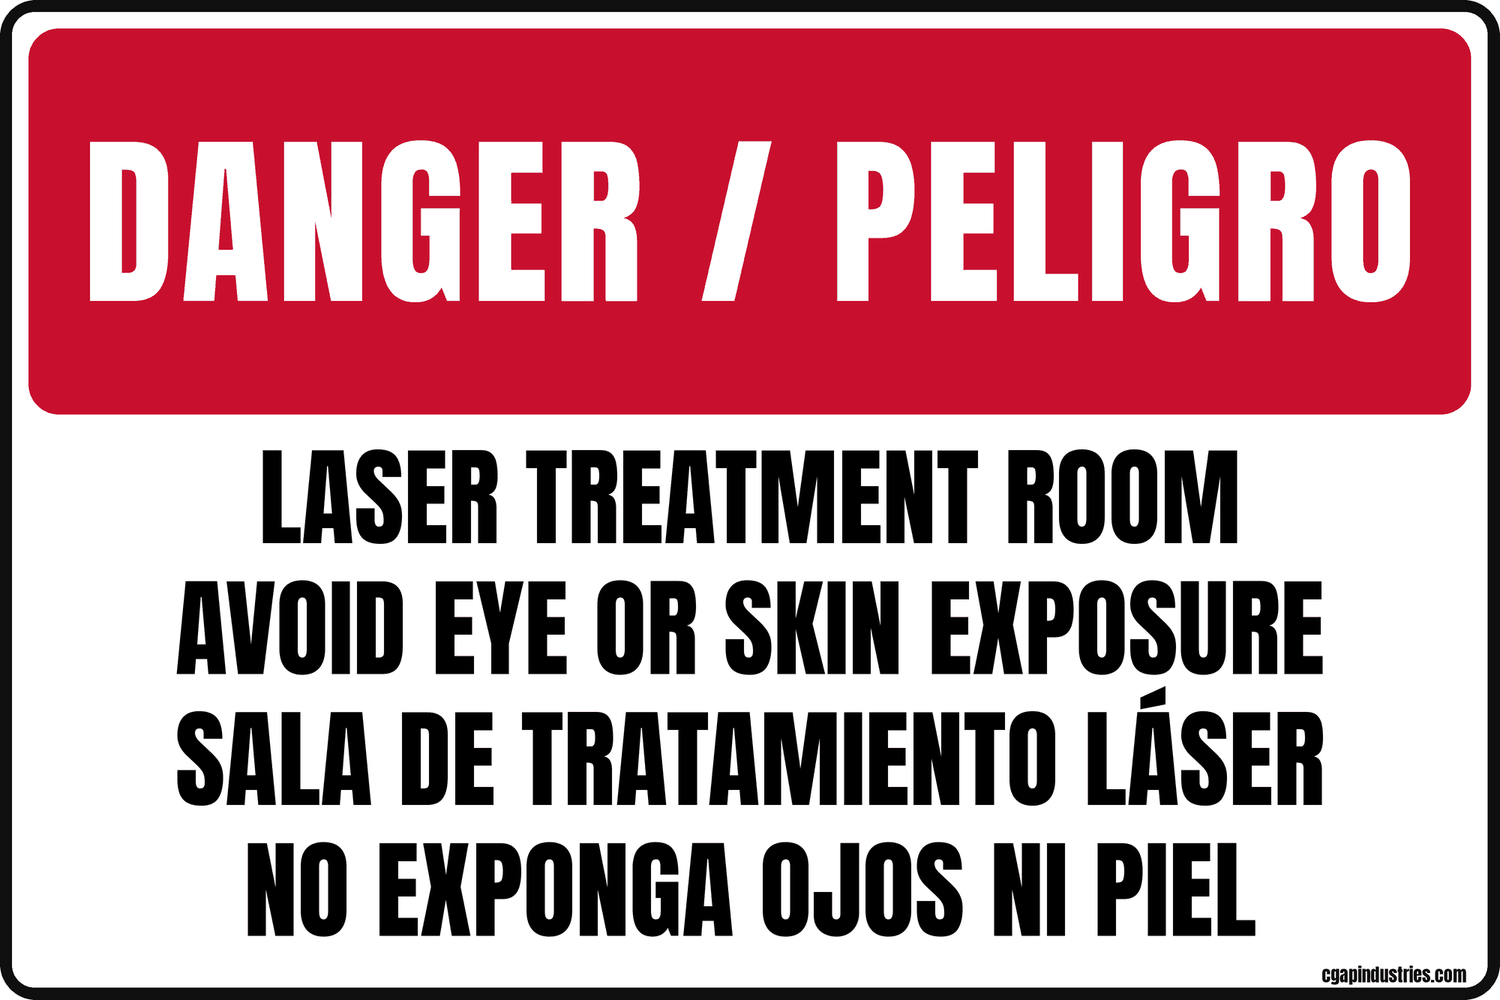 DANGER / PELIGRO
LASER TREATMENT ROOM
AVOID EYE OR SKIN EXPOSURE
SALA DE TRATAMIENTO LÁSER
NO EXPONGA OJOS NI PIEL
cgapindustries.com